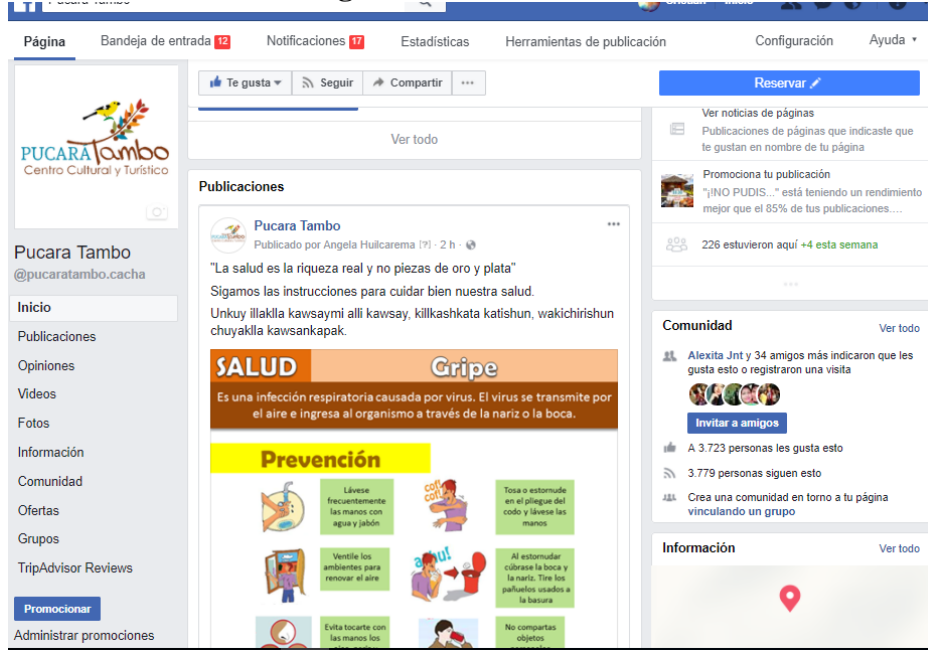 Página
Bandeja de entrada 12
Notificaciones 17
Estadísticas
Herramientas de publicación
Configuración
Ayuda
PUCARA Tambo
Centro Cultural y Turístico
Pucara Tambo
@pucaratambo.cacha
Inicio
Publicaciones
Opiniones
Videos
Fotos
Información
Comunidad
Ofertas
Grupos
TripAdvisor Reviews
Promocionar
Administrar promociones
Te gusta
Seguir
Compartir
Reservar
Ver todo
Publicaciones
Pucara Tambo
Publicado por Angela Huilcarema [?] · 2 h ·
"La salud es la riqueza real y no piezas de oro y plata"
Sigamos las instrucciones para cuidar bien nuestra salud.
Unkuy illaklla kawsaymi alli kawsay, killkashkata katishun, wakichirishun
chuyaklla kawsankapak.
SALUD
Gripe
Es una infección respiratoria causada por virus. El virus se transmite por
el aire e ingresa al organismo a través de la nariz o la boca.
Prevención
Lávese
frecuentemente
las manos con
agua y jabón
cof!
cof!
Tosa o estornude
en el pliegue del
codo y lávese las
manos
Ventile los
ambientes para
renovar el aire
achu!
Al estornudar
cúbrase la boca y
la nariz. Tire los
pañuelos usados a
la basura
Evita tocarte con
las manos los
No compartas
objetos
Ver noticias de páginas
Publicaciones de páginas que indicaste que
te gustan en nombre de tu página
Promociona tu publicación
"¡!NO PUDIS..." está teniendo un rendimiento
mejor que el 85% de tus publicaciones....
226 estuvieron aquí +4 esta semana
Comunidad
Ver todo
Alexita Jnt y 34 amigos más indicaron que les
gusta esto o registraron una visita
Invitar a amigos
A 3.723 personas les gusta esto
3.779 personas siguen esto
Crea una comunidad en torno a tu página
vinculando un grupo
Información
Ver todo